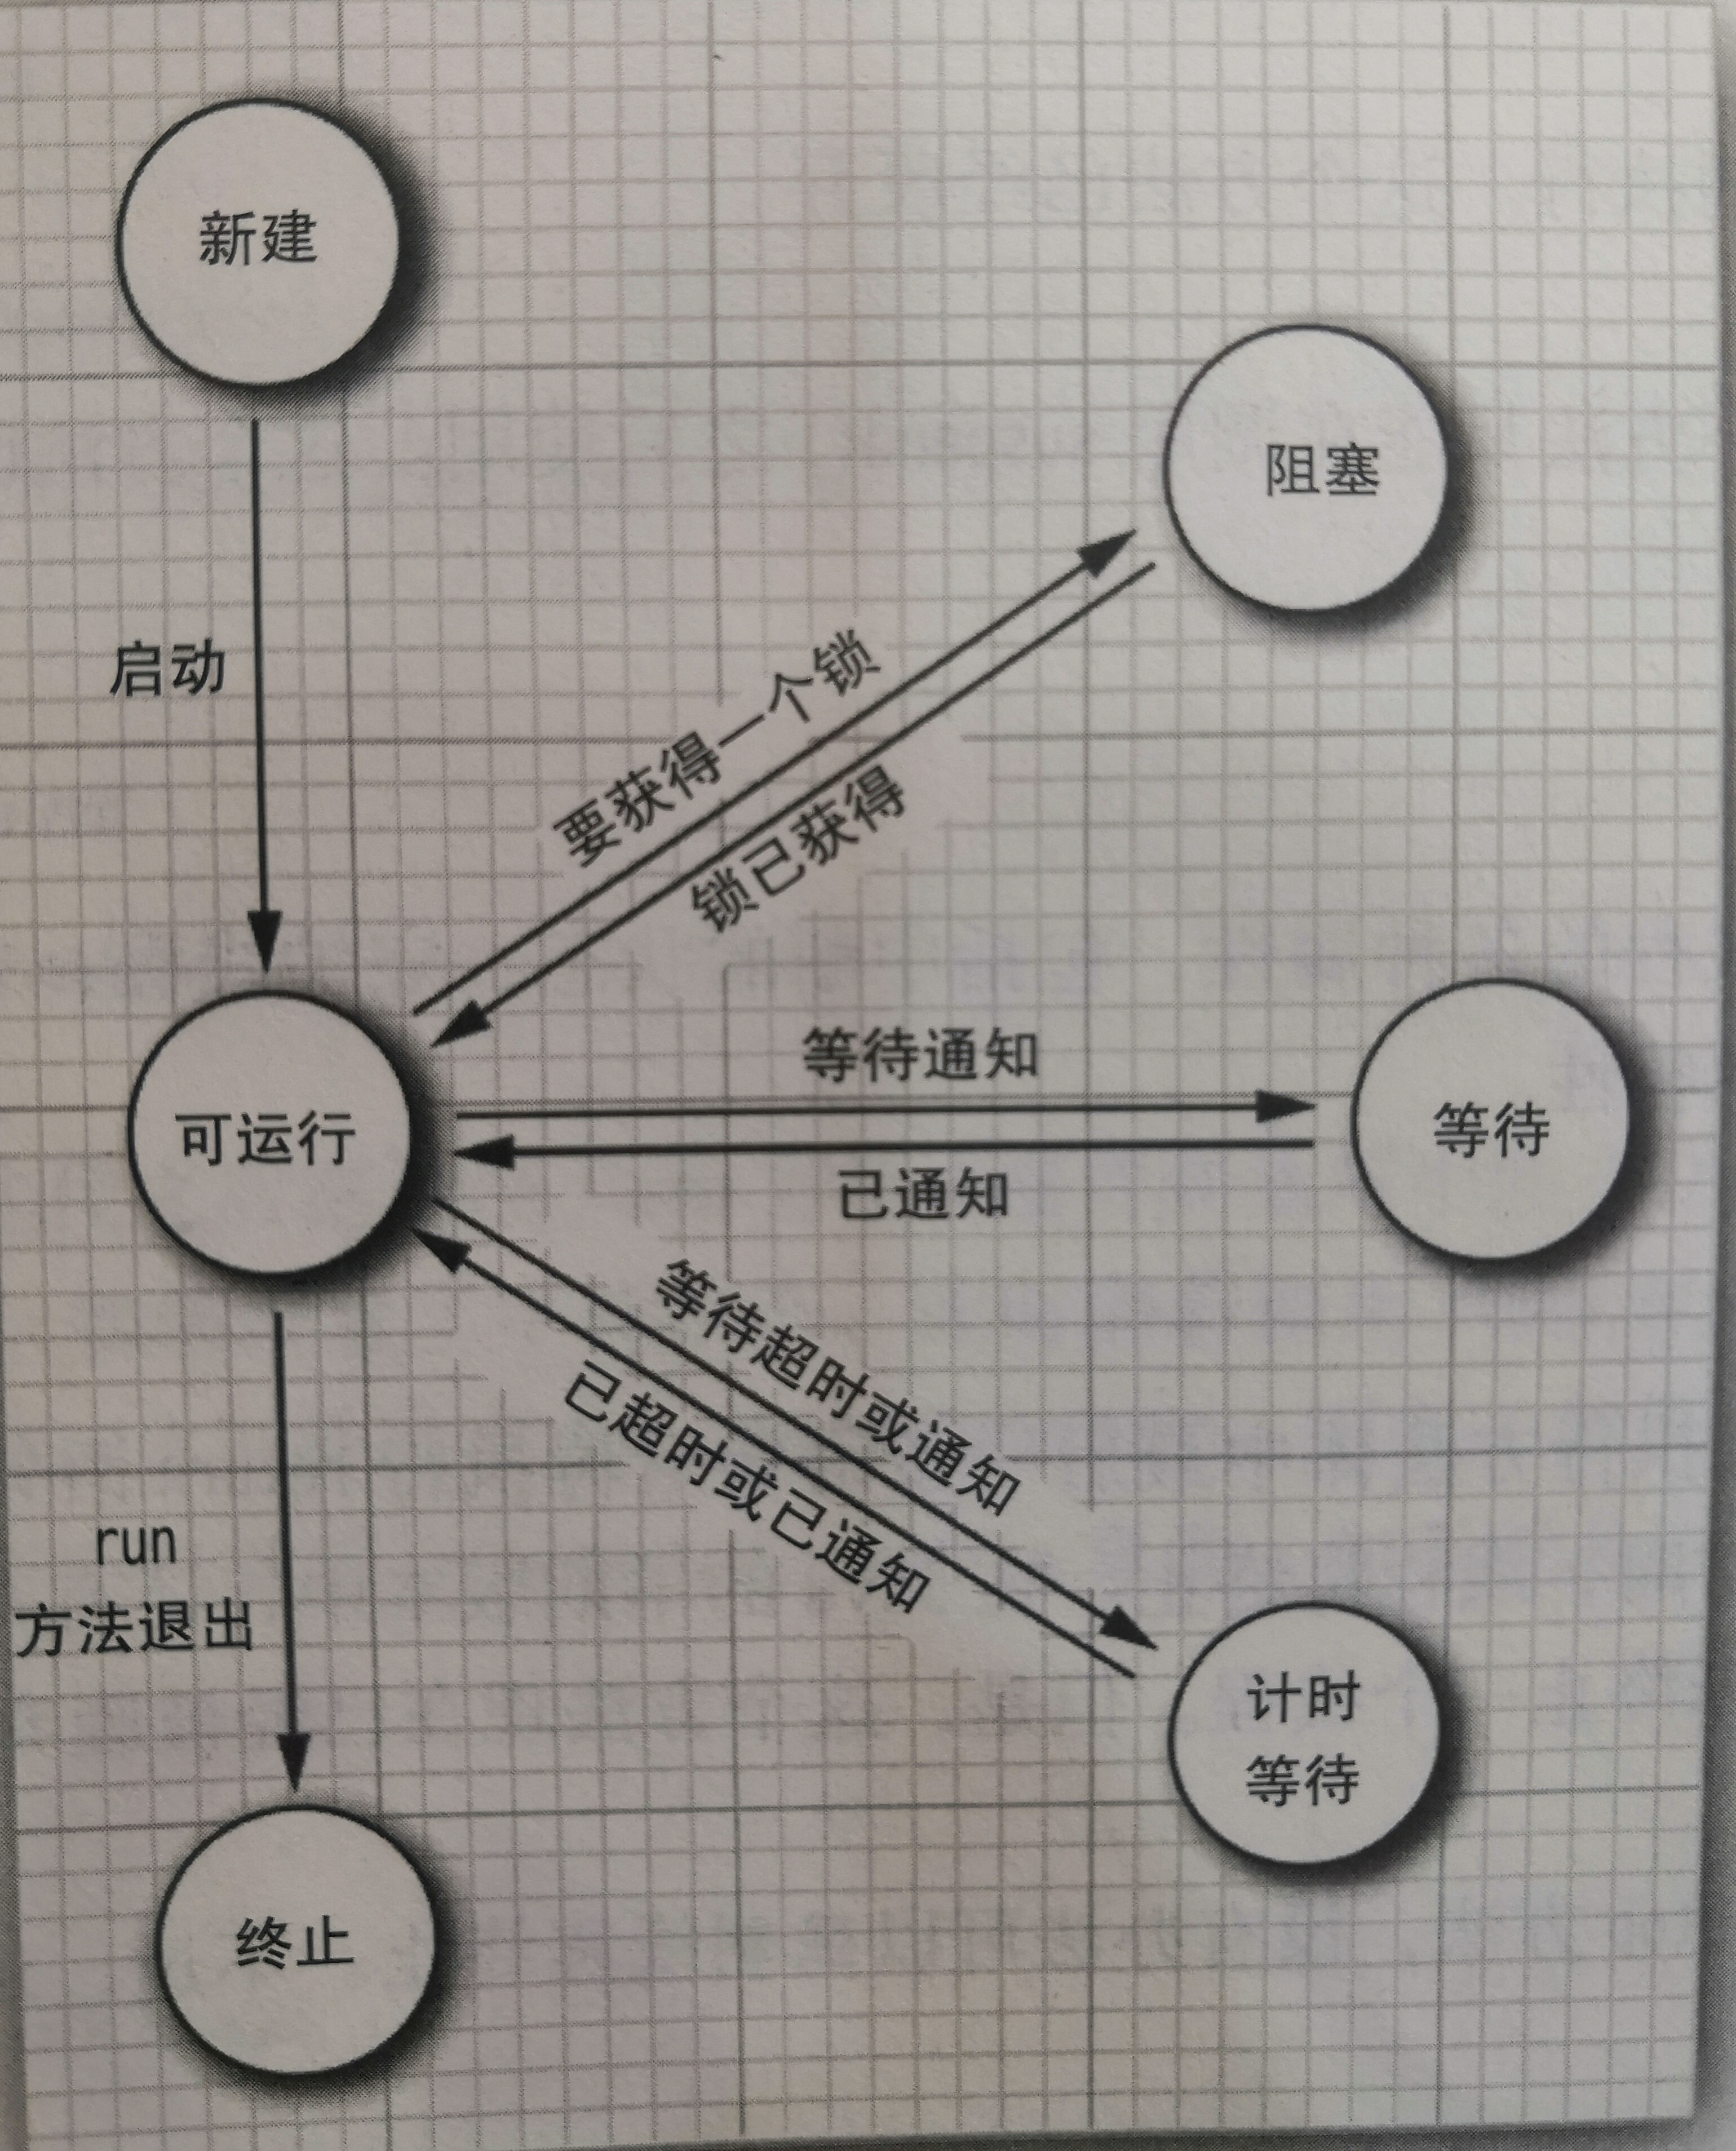 新建
阻塞
启动
要获得一个锁
锁已获得
等待通知
可运行
等待
已通知
等待超时或通知
已超时或已通知
run
方法退出
计时
等待
终止